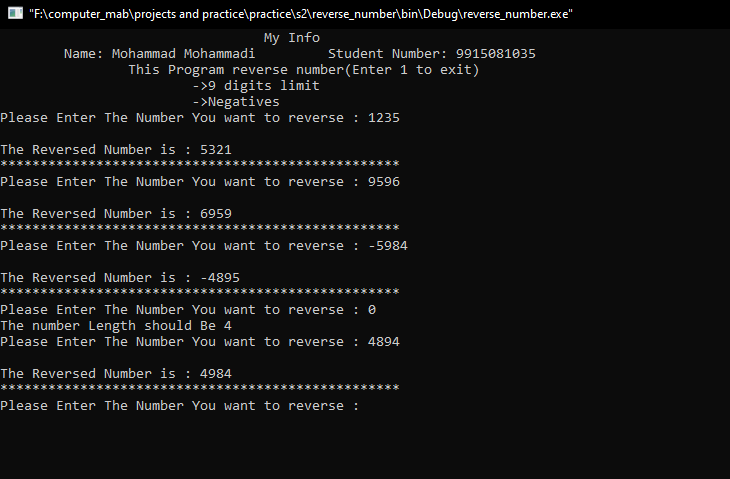 "F:\computer_mab\projects and practice\practice\s2\reverse_number\bin\Debug\reverse_number.exe"
My Info
Name: Mohammad Mohammadi Student Number: 9915081035
This Program reverse number(Enter 1 to exit)
->9 digits limit
->Negatives
Please Enter The Number You want to reverse : 1235
The Reversed Number is : 5321
**************************************************
Please Enter The Number You want to reverse : 9596
The Reversed Number is : 6959
**************************************************
Please Enter The Number You want to reverse : -5984
The Reversed Number is : -4895
**************************************************
Please Enter The Number You want to reverse : 0
The number Length should Be 4
Please Enter The Number You want to reverse : 4894
The Reversed Number is : 4984
**************************************************
Please Enter The Number You want to reverse :